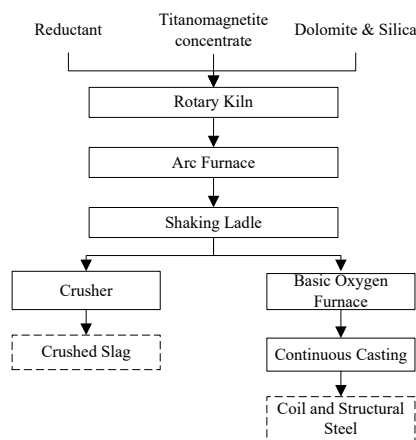 Reductant
Titanomagnetite
concentrate
Dolomite & Silica
Rotary Kiln
Arc Furnace
Shaking Ladle
Crusher
Basic Oxygen
Furnace
Crushed Slag
Continuous Casting
Coil and Structural
Steel